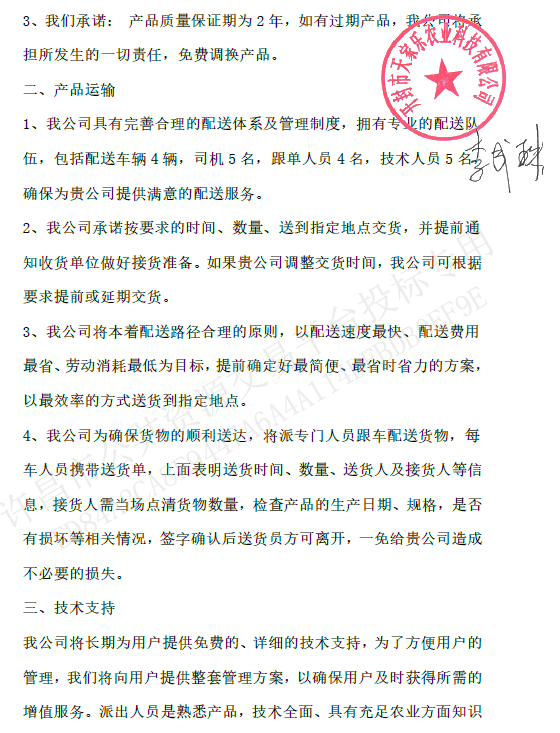 3、我们承诺： 产品质量保证期为2年，如有过期产品，我公司将承
担所发生的一切责任，免费调换产品。
开封市天家乐农业科技有限公司
二、产品运输
1、我公司具有完善合理的配送体系及管理制度，拥有专业的配送队
伍，包括配送车辆4辆，司机5名，跟单人员4名，技术人员5名，
确保为贵公司提供满意的配送服务。
2、我公司承诺按要求的时间、数量、送到指定地点交货，并提前通
知收货单位做好接货准备。如果贵公司调整交货时间，我公司可根据
要求提前或延期交货。
3、我公司将本着配送路径合理的原则，以配送速度最快、配送费用
最省、劳动消耗最低为目标，提前确定好最简便、最省时省力的方案，
以最效率的方式送货到指定地点。
4、我公司为确保货物的顺利送达，将派专门人员跟车配送货物，每
车人员携带送货单，上面表明送货时间、数量、送货人及接货人等信
息，接货人需当场点清货物数量，检查产品的生产日期、规格，是否
有损坏等相关情况，签字确认后送货员方可离开，一免给贵公司造成
不必要的损失。
三、技术支持
我公司将长期为用户提供免费的、详细的技术支持，为了方便用户的
管理，我们将向用户提供整套管理方案，以确保用户及时获得所需的
增值服务。派出人员是熟悉产品，技术全面、具有充足农业方面知识
许昌市公共资源交易平台投标专用